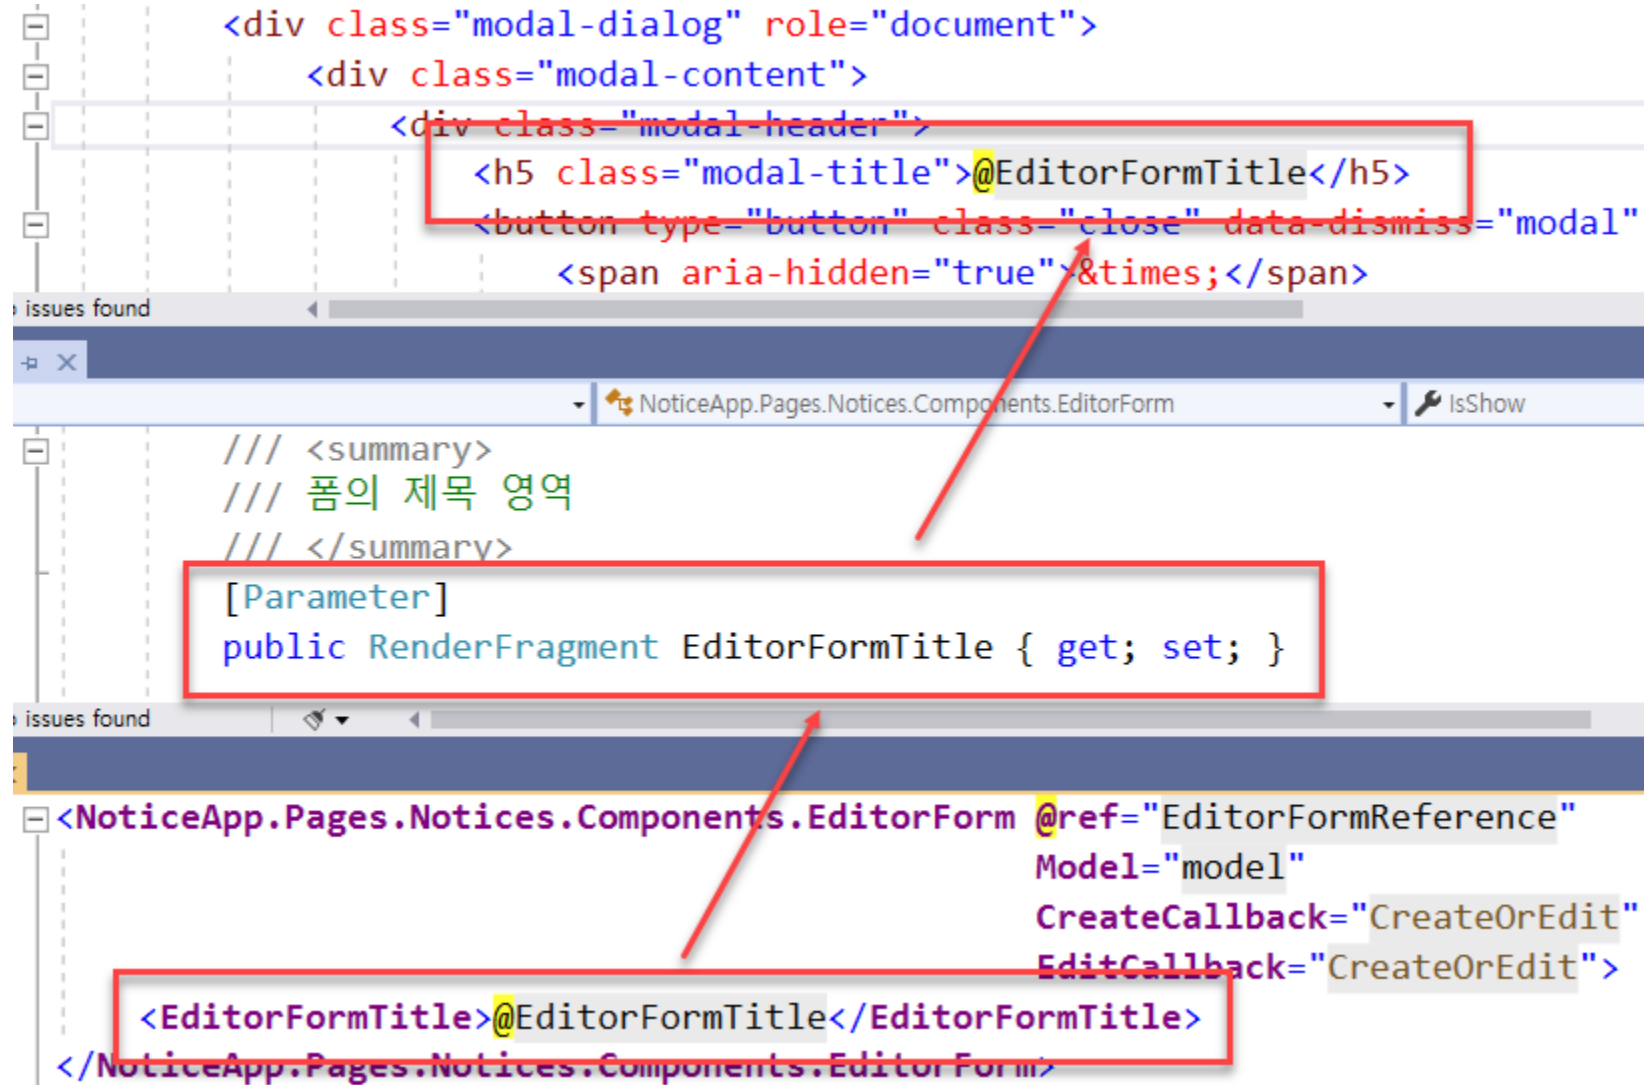 <div class="modal-dialog" role="document">
<div class="modal-content">
<div class="modal-header">
<h5 class="modal-title">@EditorFormTitle</h5>
<button type="button" class="close" data-dismiss="modal"
<span aria-hidden="true">&times;</span>
issues found
NoticeApp.Pages.Notices.Components.EditorForm IsShow
/// <summary>
/// 폼의 제목 영역
/// </summary>
[Parameter]
public RenderFragment EditorFormTitle { get; set; }
issues found
<NoticeApp.Pages.Notices.Components.EditorForm @ref="EditorFormReference"
Model="model"
CreateCallback="CreateOrEdit"
EditCallback="CreateOrEdit">
<EditorFormTitle>@EditorFormTitle</EditorFormTitle>
</NoticeApp.Pages.Notices.Components.EditorForm>